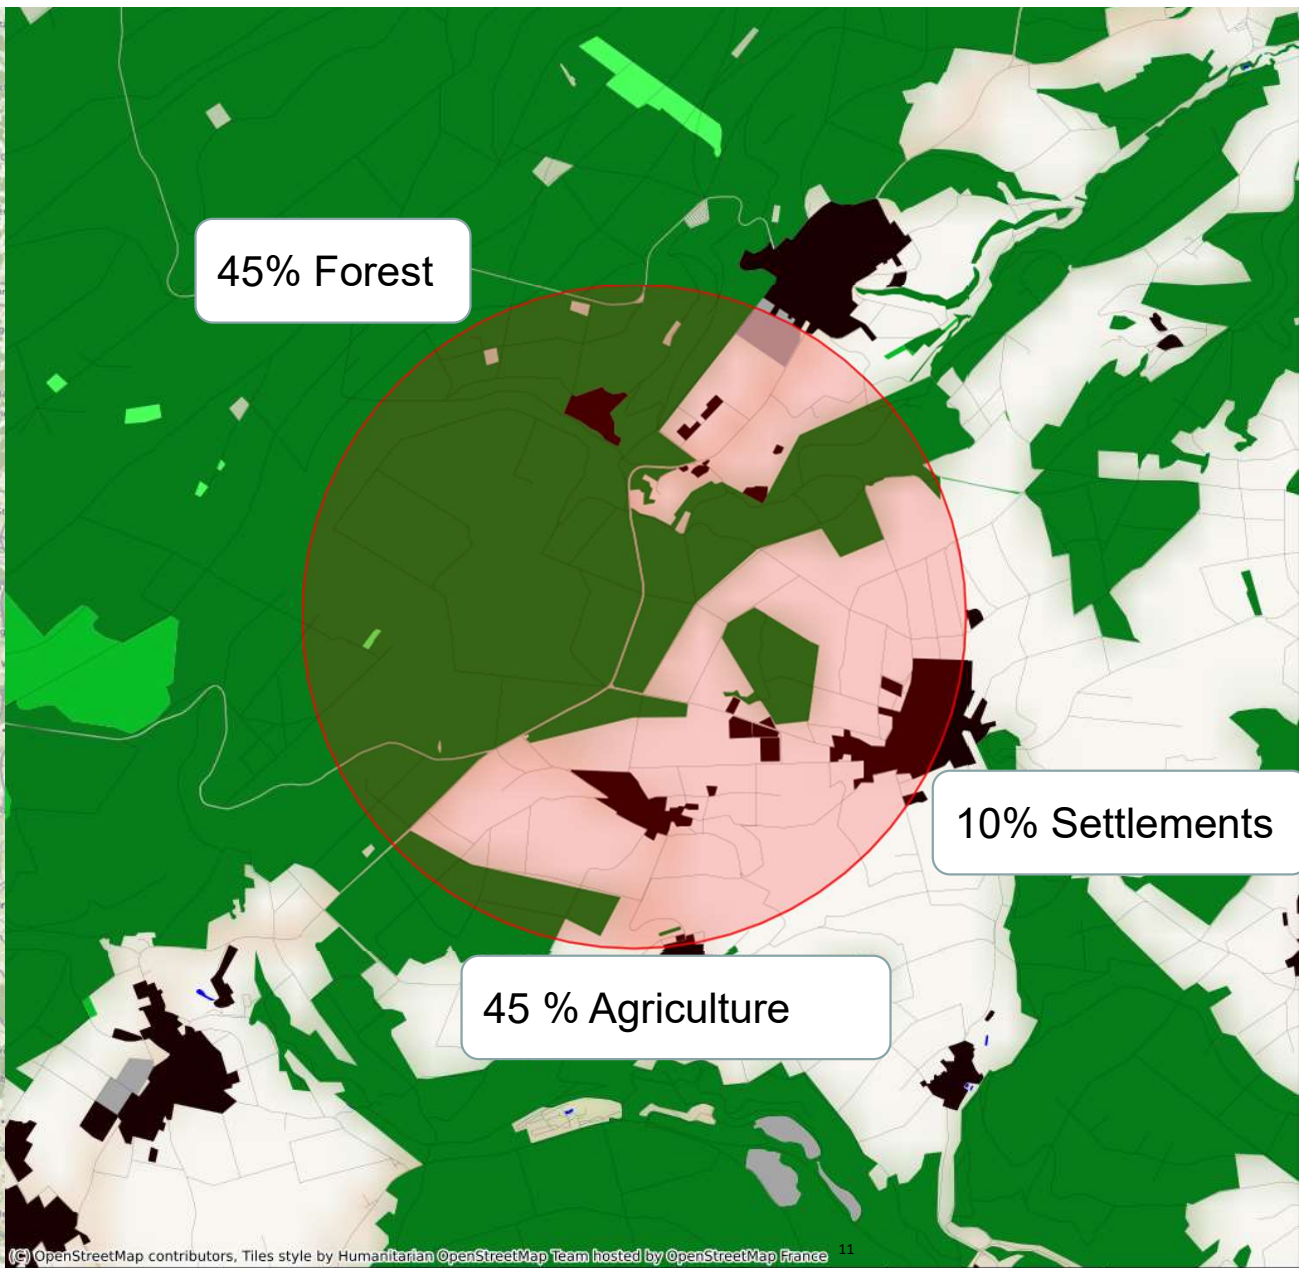 45% Forest
10% Settlements
45 % Agriculture
(C) OpenStreetMap contributors, Tiles style by Humanitarian OpenStreetMap Team hosted by OpenStreetMap France
11